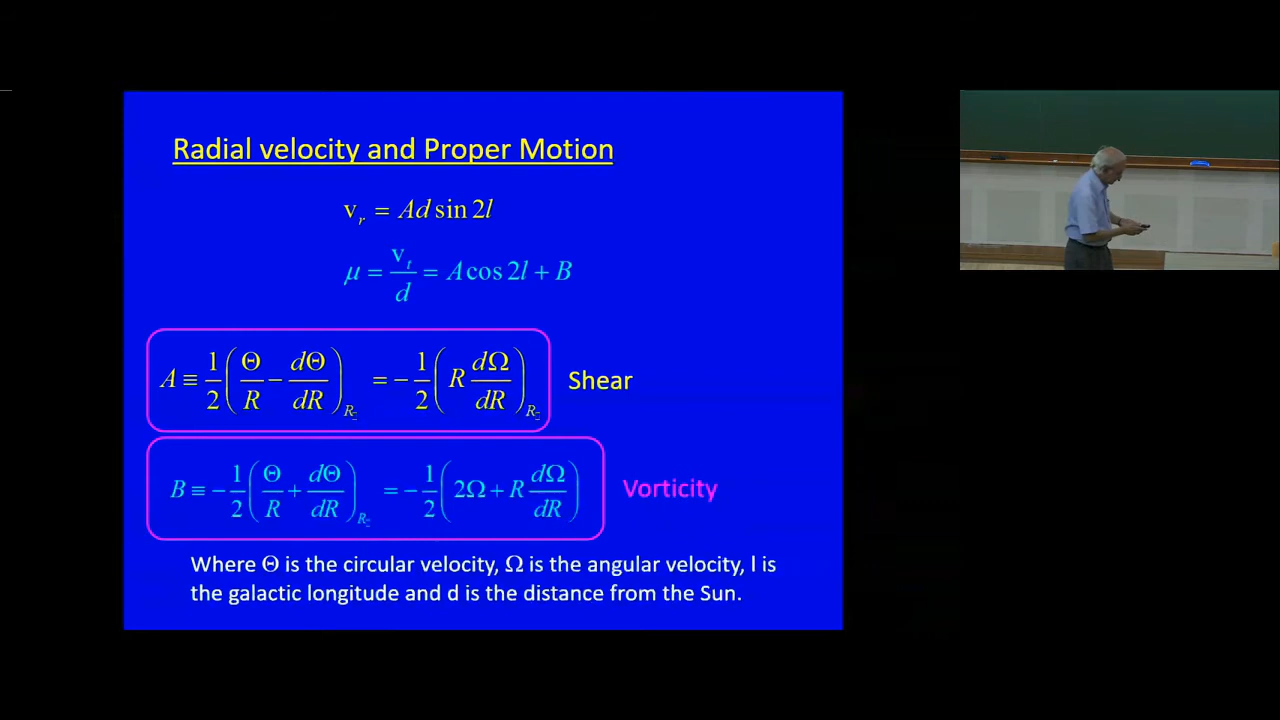 Radial velocity and Proper Motion
v_r = Ad sin 2l
μ = v_t/d = A cos 2l + B
A ≡ 1/2 (Θ/R − dΘ/dR)_R = −1/2 (R dΩ/dR)_R Shear
B ≡ −1/2 (Θ/R + dΘ/dR)_R = −1/2 (2Ω + R dΩ/dR) Vorticity
Where Θ is the circular velocity, Ω is the angular velocity, l is
the galactic longitude and d is the distance from the Sun.